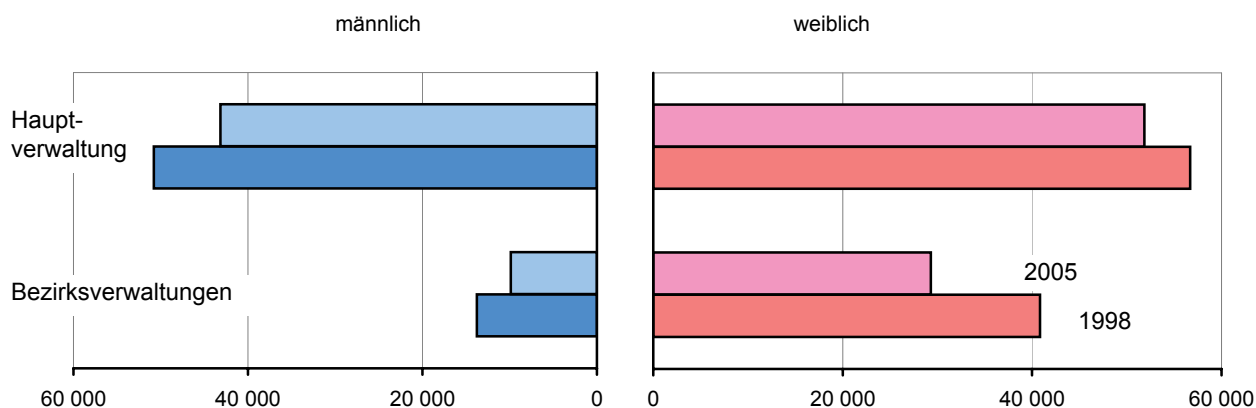 männlich
weiblich
Haupt-
verwaltung
Bezirksverwaltungen
2005
1998
60 000 40 000 20 000 0
0 20 000 40 000 60 000